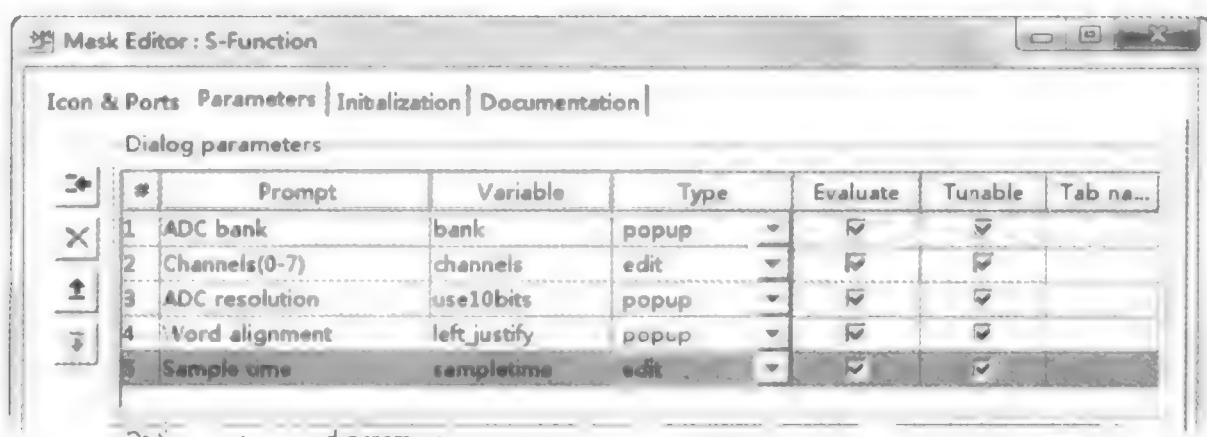 Mask Editor : S-Function
Icon & Ports Parameters Initialization Documentation
Dialog parameters
# Prompt Variable Type Evaluate Tunable Tab na...
1 ADC bank bank popup
2 Channels(0-7) channels edit
3 ADC resolution use10bits popup
4 Word alignment left_justify popup
5 Sample time sampletime edit